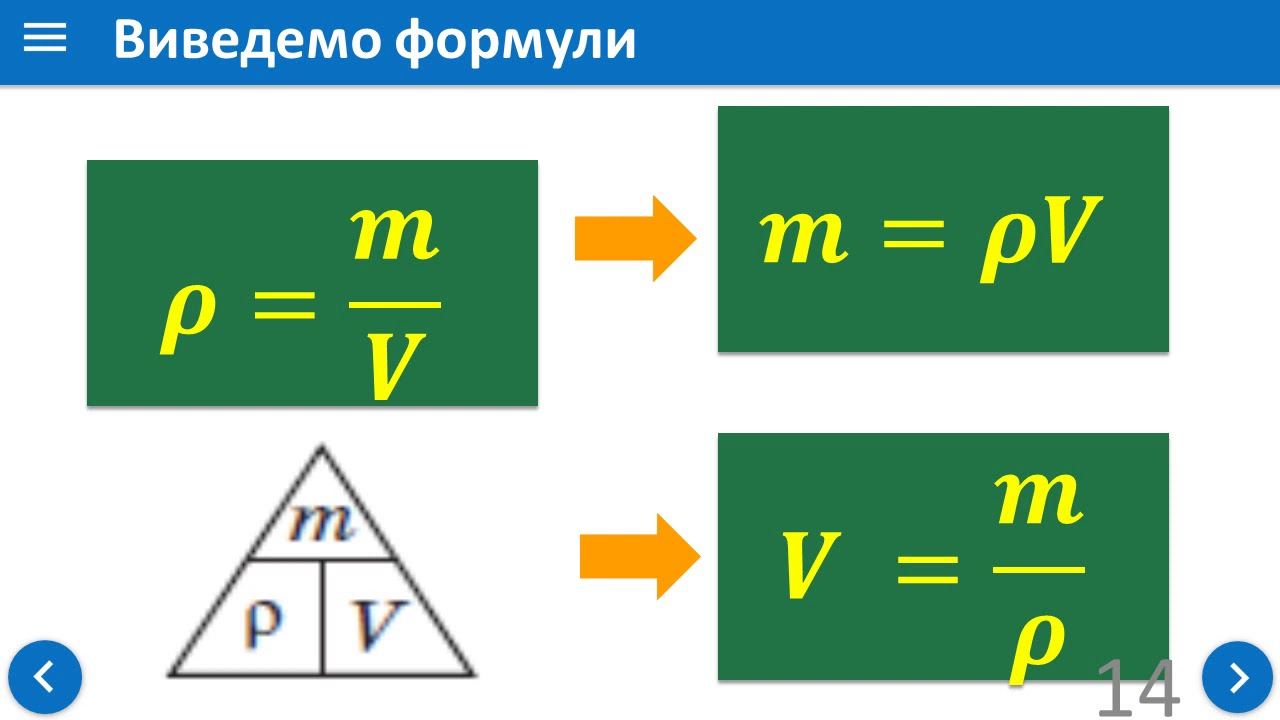 Виведемо формули
ρ = m/V
m = ρV
m
ρ V
V = m/ρ
14